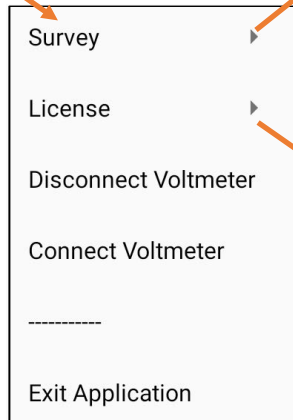 Survey
License
Disconnect Voltmeter
Connect Voltmeter
-----------
Exit Application